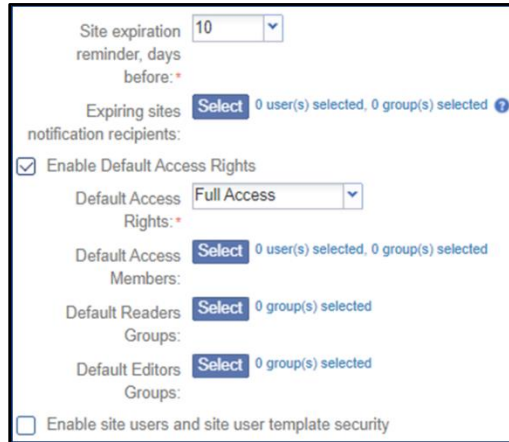 Site expiration
reminder, days
before:*
10
Expiring sites
notification recipients:
Select 0 user(s) selected, 0 group(s) selected ?
Enable Default Access Rights
Default Access
Rights:*
Full Access
Default Access
Members:
Select 0 user(s) selected, 0 group(s) selected
Default Readers
Groups:
Select 0 group(s) selected
Default Editors
Groups:
Select 0 group(s) selected
Enable site users and site user template security